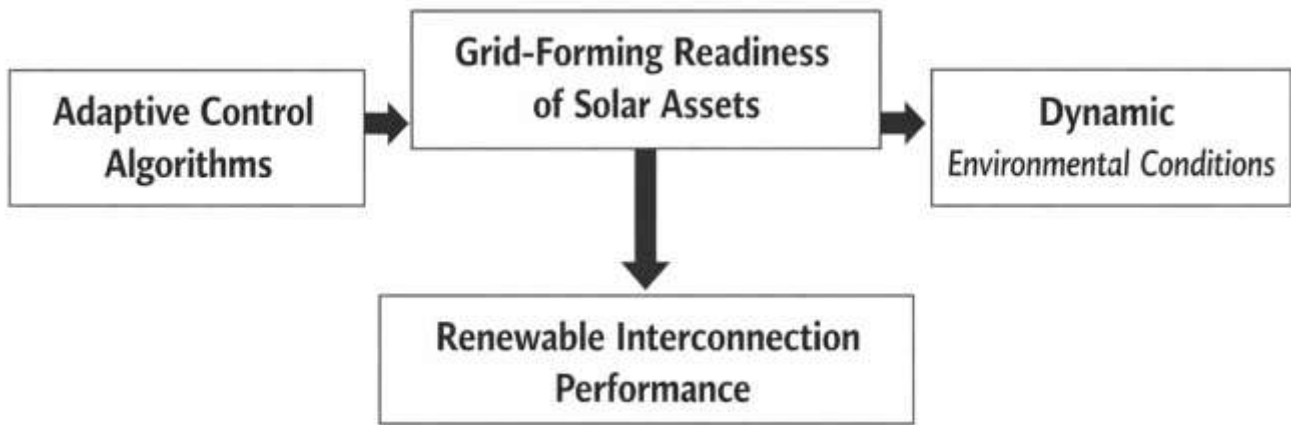 Grid-Forming Readiness
of Solar Assets
Adaptive Control
Algorithms
Dynamic
Environmental Conditions
Renewable Interconnection
Performance